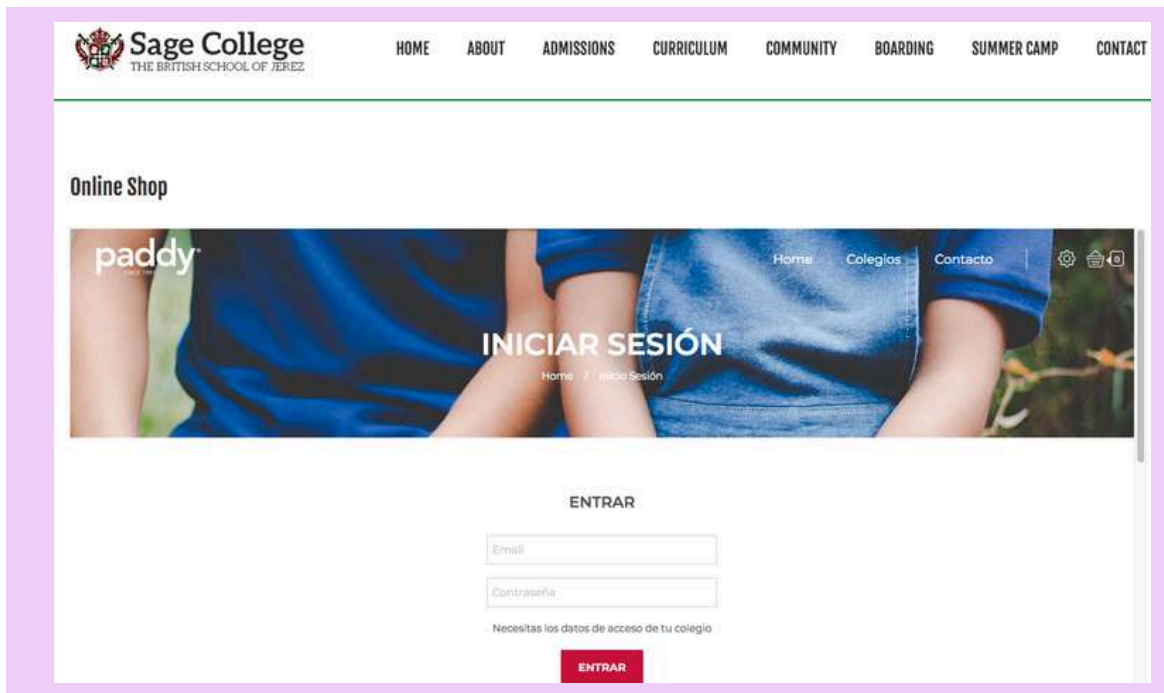 Sage College
THE BRITISH SCHOOL OF JEREZ
HOME ABOUT ADMISSIONS CURRICULUM COMMUNITY BOARDING SUMMER CAMP CONTACT
Online Shop
paddy
Home Colegios Contacto
INICIAR SESIÓN
Home / Inicio Sesión
ENTRAR
Email
Contraseña
Necesitas los datos de acceso de tu colegio
ENTRAR